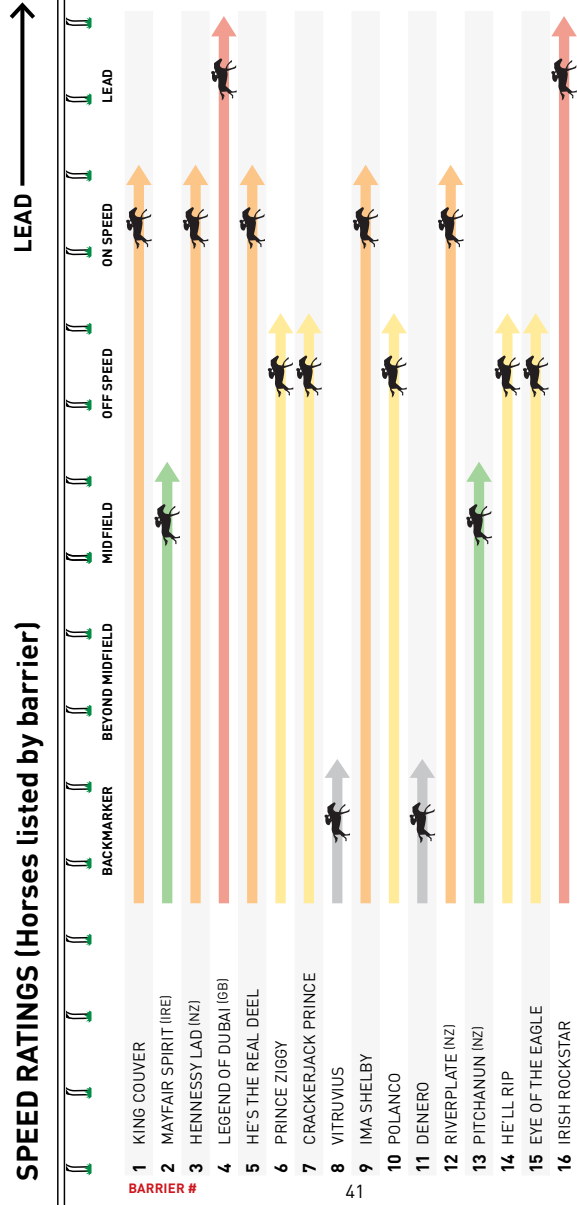 SPEED RATINGS (Horses listed by barrier)
LEAD
BACKMARKER
BEYOND MIDFIELD
MIDFIELD
OFF SPEED
ON SPEED
LEAD
1 KING COUVER
2 MAYFAIR SPIRIT (IRE)
3 HENNESSY LAD (NZ)
4 LEGEND OF DUBAI (GB)
5 HE'S THE REAL DEEL
6 PRINCE ZIGGY
7 CRACKERJACK PRINCE
8 VITRUVIUS
9 IMA SHELBY
10 POLANCO
11 DENERO
12 RIVERPLATE (NZ)
13 PITCHANUN (NZ)
14 HE'LL RIP
15 EYE OF THE EAGLE
16 IRISH ROCKSTAR
BARRIER #
41